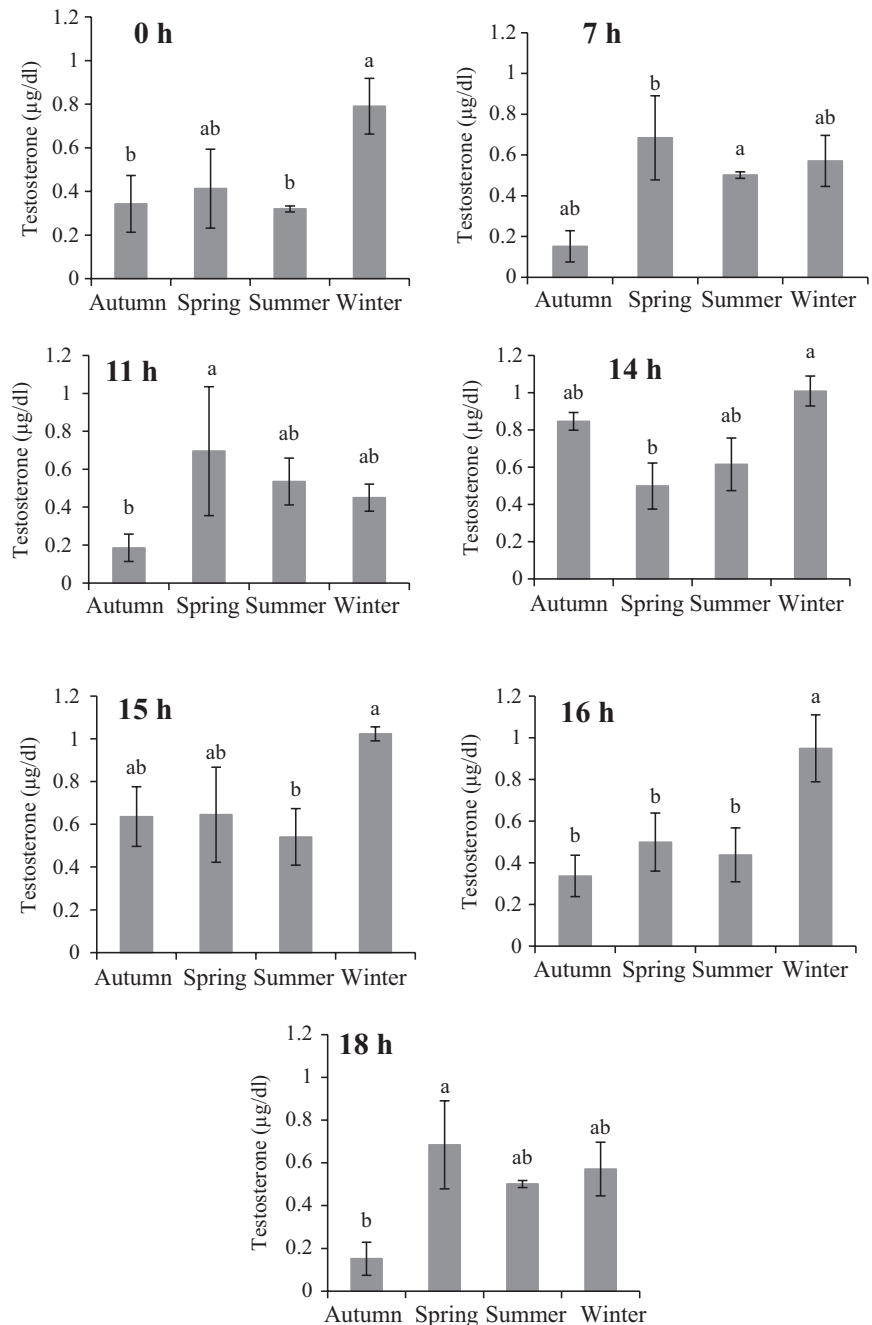 0 h
Testosterone (µg/dl)
1.2
1
0.8
0.6
0.4
0.2
0
b
ab
b
a
Autumn Spring Summer Winter
7 h
Testosterone (µg/dl)
1.2
1
0.8
0.6
0.4
0.2
0
ab
b
a
ab
Autumn Spring Summer Winter
11 h
Testosterone (µg/dl)
1.2
1
0.8
0.6
0.4
0.2
0
b
a
ab
ab
Autumn Spring Summer Winter
14 h
Testosterone (µg/dl)
1.2
1
0.8
0.6
0.4
0.2
0
ab
b
ab
a
Autumn Spring Summer Winter
15 h
Testosterone (µg/dl)
1.2
1
0.8
0.6
0.4
0.2
0
ab
ab
b
a
Autumn Spring Summer Winter
16 h
Testosterone (µg/dl)
1.2
1
0.8
0.6
0.4
0.2
0
b
b
b
a
Autumn Spring Summer Winter
18 h
Testosterone (µg/dl)
1.2
1
0.8
0.6
0.4
0.2
0
b
a
ab
ab
Autumn Spring Summer Winter